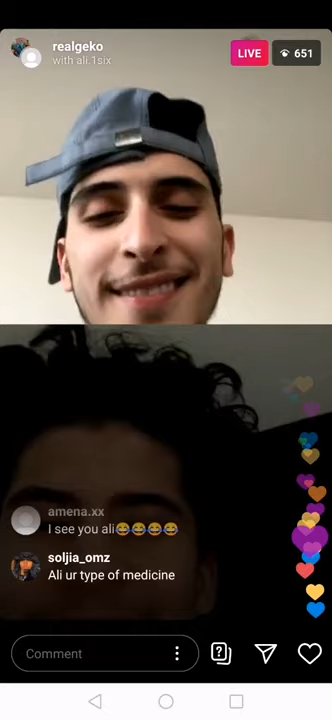 realgeko
with ali.1six
LIVE
651
amena.xx
I see you ali😂😂😂😂
soljia_omz
Ali ur type of medicine
Comment